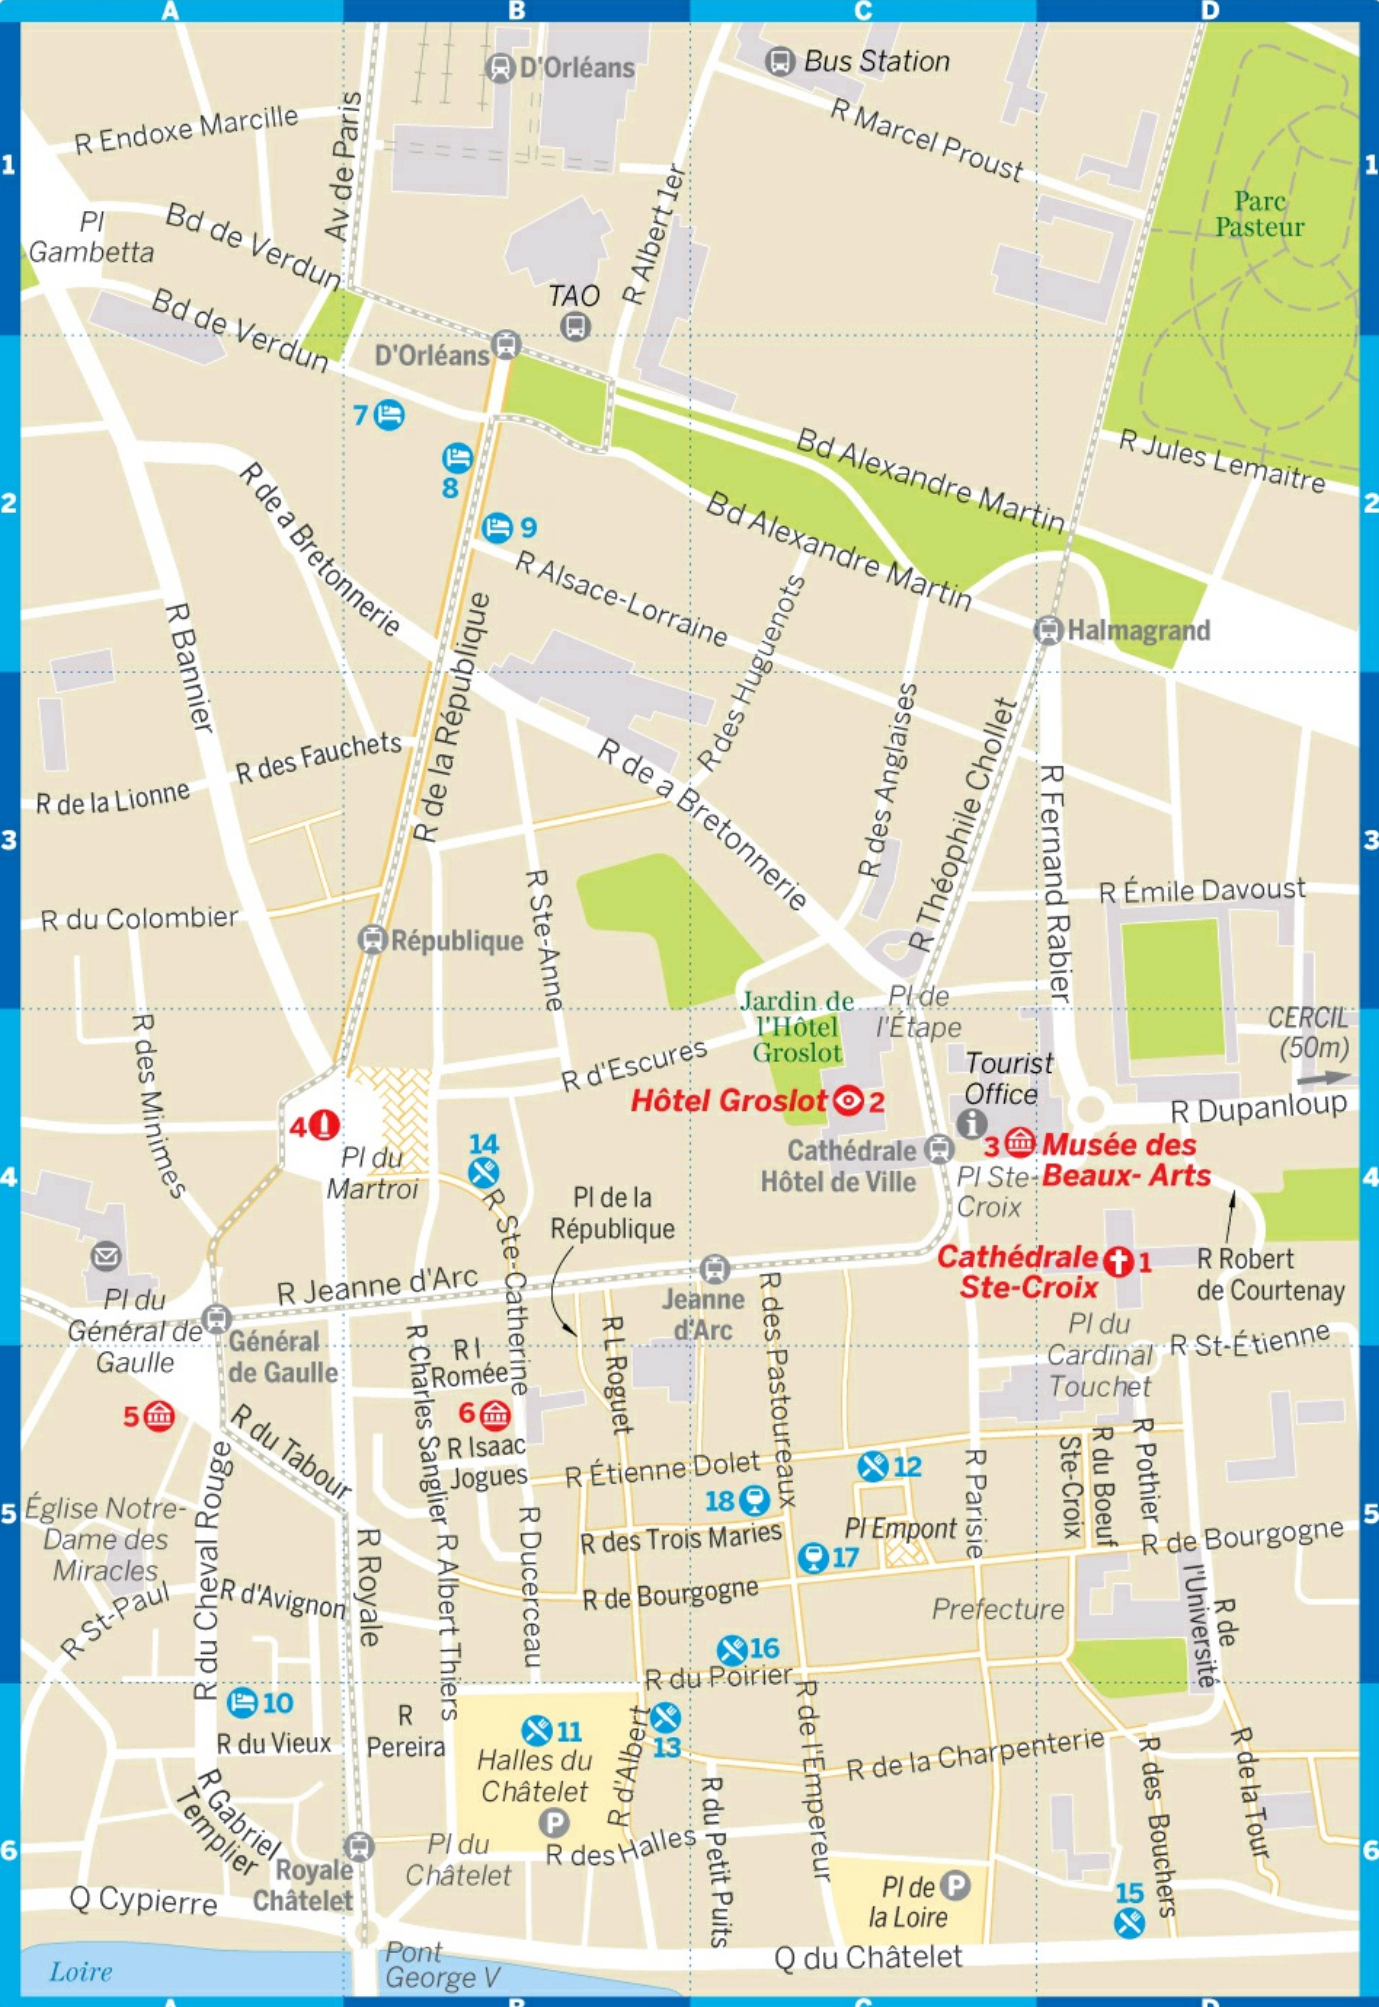 A
B
C
D
D'Orléans
Bus Station
R Endoxe Marcille
Av de Paris
R Marcel Proust
1
1
R Albert 1er
Parc
Pasteur
Pl
Gambetta
Bd de Verdun
Bd de Verdun
TAO
D'Orléans
7
8
9
Bd Alexandre Martin
R Jules Lemaitre
2
2
Bd Alexandre Martin
R de a Bretonnerie
R Alsace-Lorraine
R des Huguenots
R Bannier
R de la République
Halmagrand
R des Anglaises
R Théophile Chollet
R Fernand Rabier
R des Fauchets
R de la Lionne
R de a Bretonnerie
3
3
R du Colombier
R Ste-Anne
R Émile Davoust
République
Jardin de
l'Hôtel
Groslot
Pl de
l'Étape
CERCIL
(50m)
R des Minimes
R d'Escures
Tourist
Office
Hôtel Groslot
2
R Dupanloup
4
Pl du
Martroi
14
Cathédrale
Hôtel de Ville
3
Musée des
Beaux- Arts
Pl Ste-
Croix
4
4
Pl de la
République
R Ste-Catherine
Cathédrale
Ste-Croix
1
R Robert
de Courtenay
R Jeanne d'Arc
Jeanne
d'Arc
Pl du
Général de
Gaulle
Général
de Gaulle
R Charles Sanglier
R I
Romée
R L Roguet
R des Pastoureaux
Pl du
Cardinal
Touchet
R St-Étienne
5
6
R du Tabour
R Isaac
Jogues
R Étienne Dolet
12
R Parisie
Ste-Croix
R du Boeuf
R Pothier
Église Notre-
Dame des
Miracles
R du Cheval Rouge
18
5
5
R Royale
R Albert Thiers
R Ducerceau
R des Trois Maries
Pl Empont
17
R de Bourgogne
R St-Paul
R d'Avignon
R de Bourgogne
Prefecture
R de
l'Université
16
R du Poirier
10
R du Vieux
R
Pereira
11
Halles du
Châtelet
P
R d'Albert
13
R de l'Empereur
R de la Charpenterie
R Gabriel
Templier
R du Petit Puits
R des Bouchers
R de la Tour
6
6
Royale
Châtelet
Pl du
Châtelet
R des Halles
Pl de
la Loire
P
15
Q Cypierre
Q du Châtelet
Loire
Pont
George V
A
B
C
D